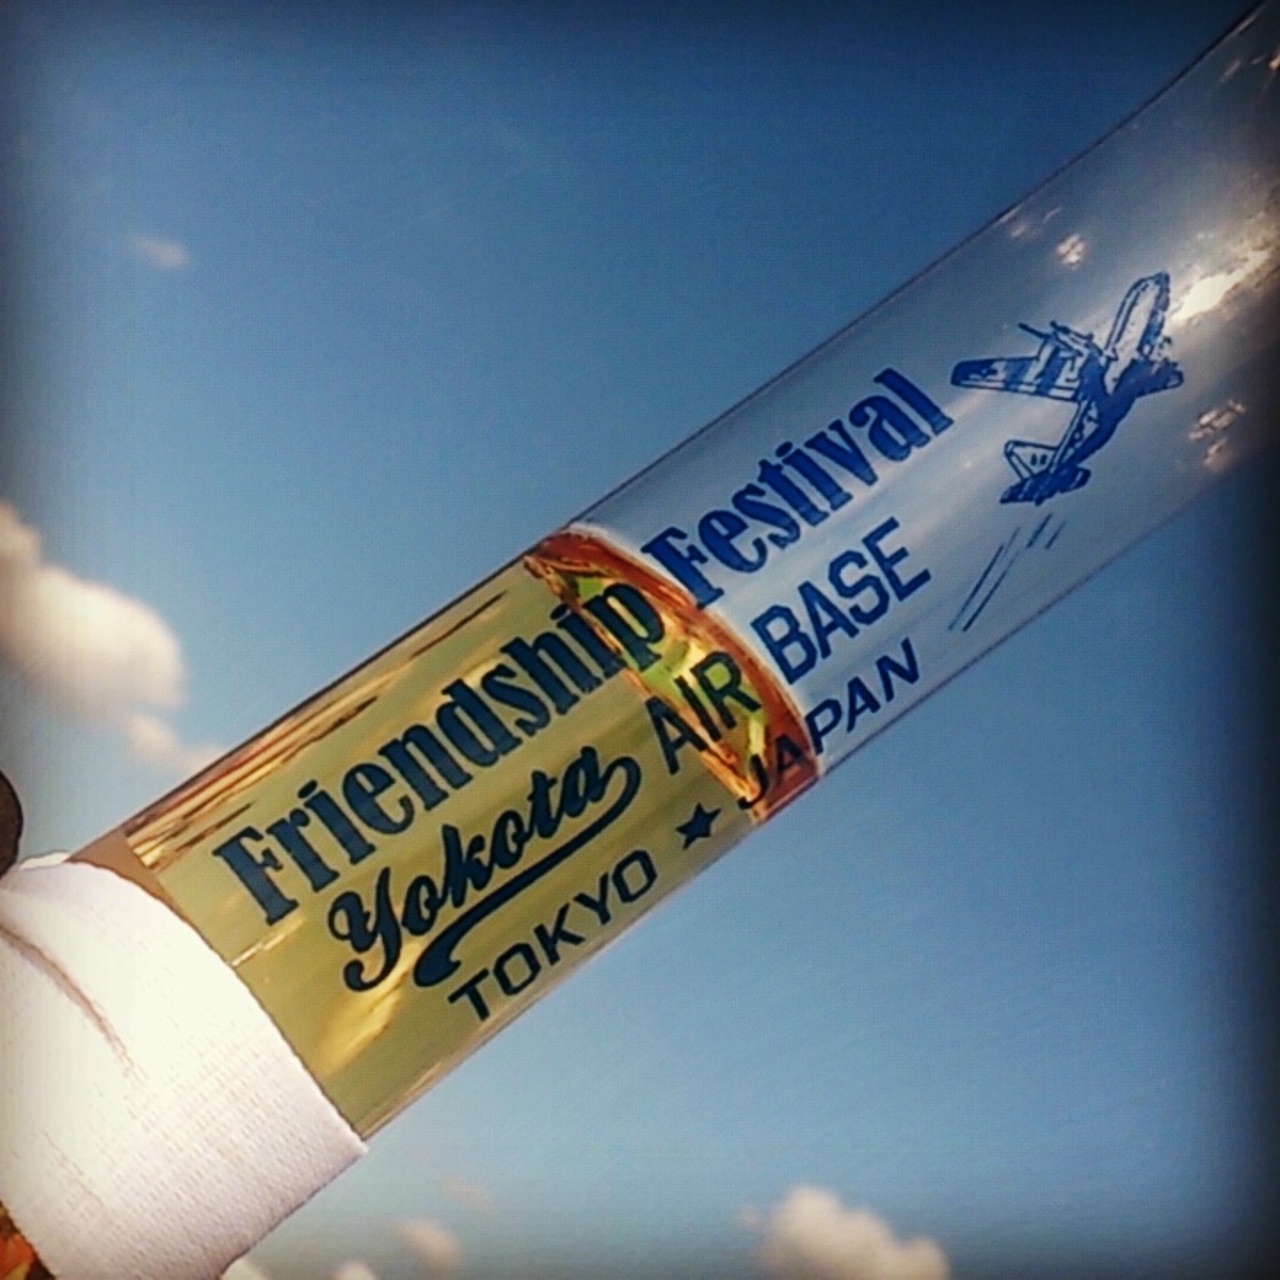 Friendship Festival
Yokota AIR BASE
TOKYO ★ JAPAN